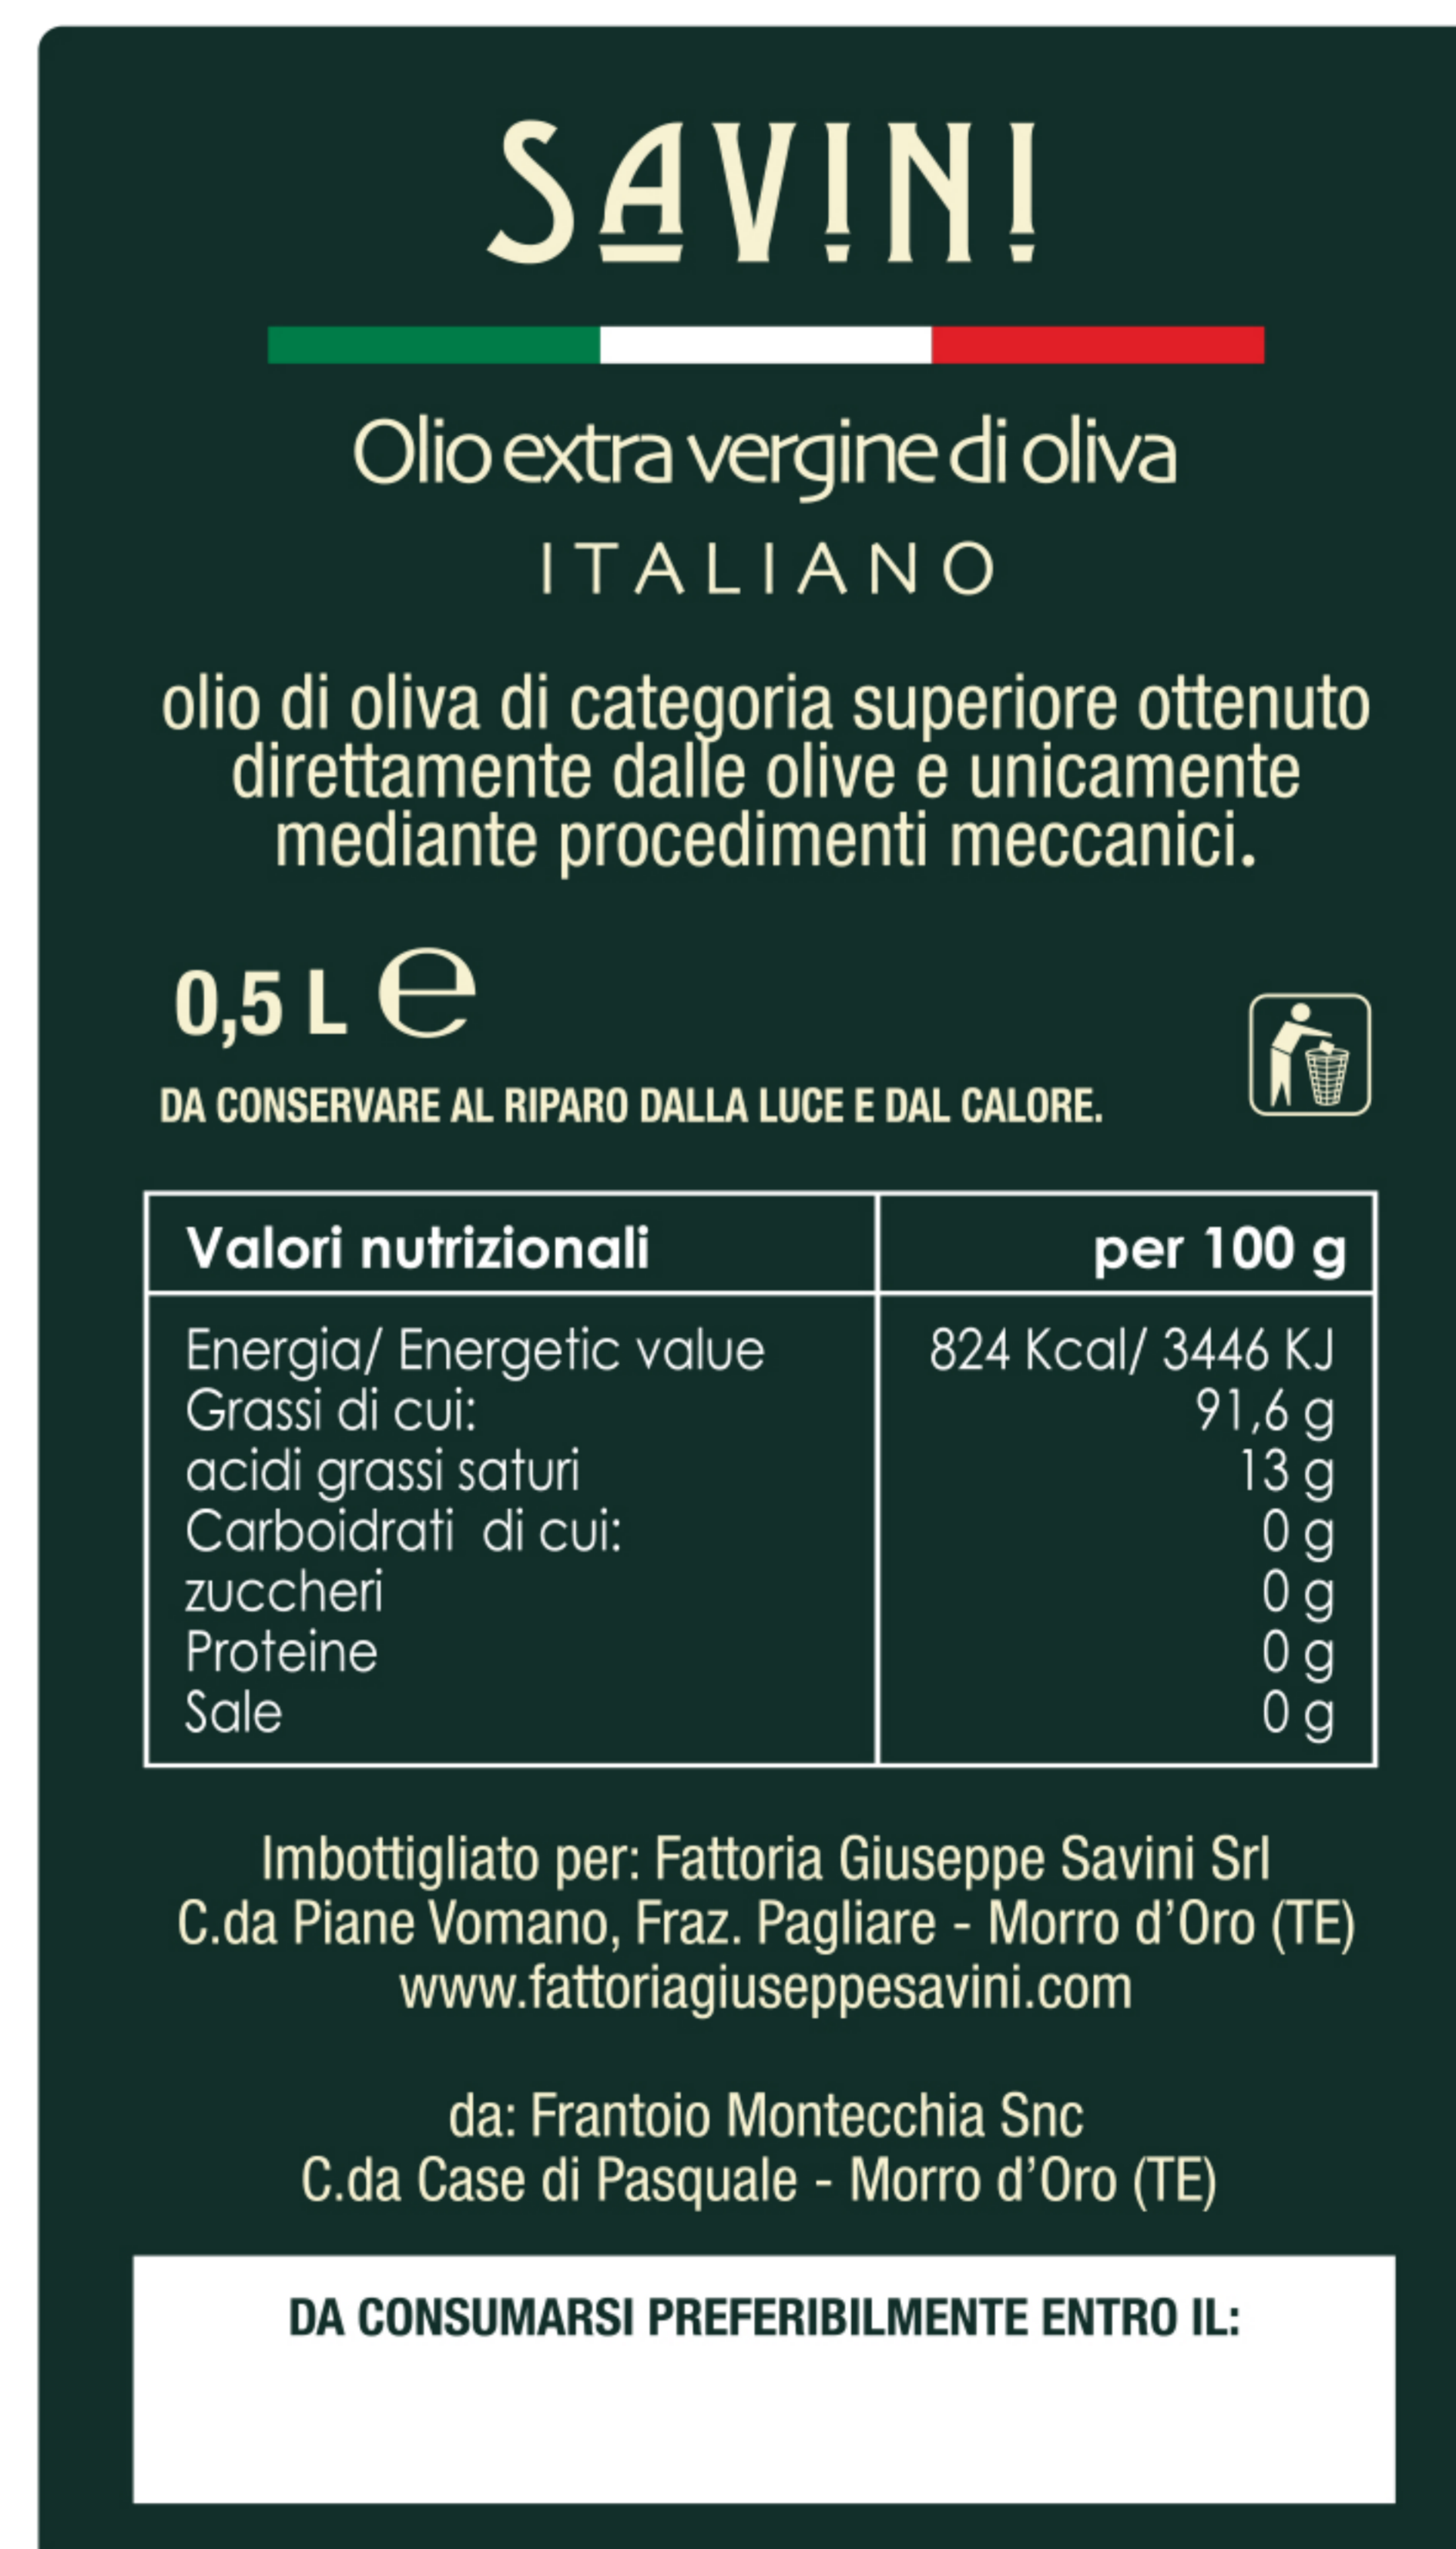 SAVINI
Olio extra vergine di oliva
ITALIANO
olio di oliva di categoria superiore ottenuto
direttamente dalle olive e unicamente
mediante procedimenti meccanici.
0,5 L ℮
DA CONSERVARE AL RIPARO DALLA LUCE E DAL CALORE.
Valori nutrizionali per 100 g
Energia/ Energetic value 824 Kcal/ 3446 KJ
Grassi di cui: 91,6 g
acidi grassi saturi 13 g
Carboidrati di cui: 0 g
zuccheri 0 g
Proteine 0 g
Sale 0 g
Imbottigliato per: Fattoria Giuseppe Savini Srl
C.da Piane Vomano, Fraz. Pagliare - Morro d'Oro (TE)
www.fattoriagiuseppesavini.com
da: Frantoio Montecchia Snc
C.da Case di Pasquale - Morro d'Oro (TE)
DA CONSUMARSI PREFERIBILMENTE ENTRO IL: